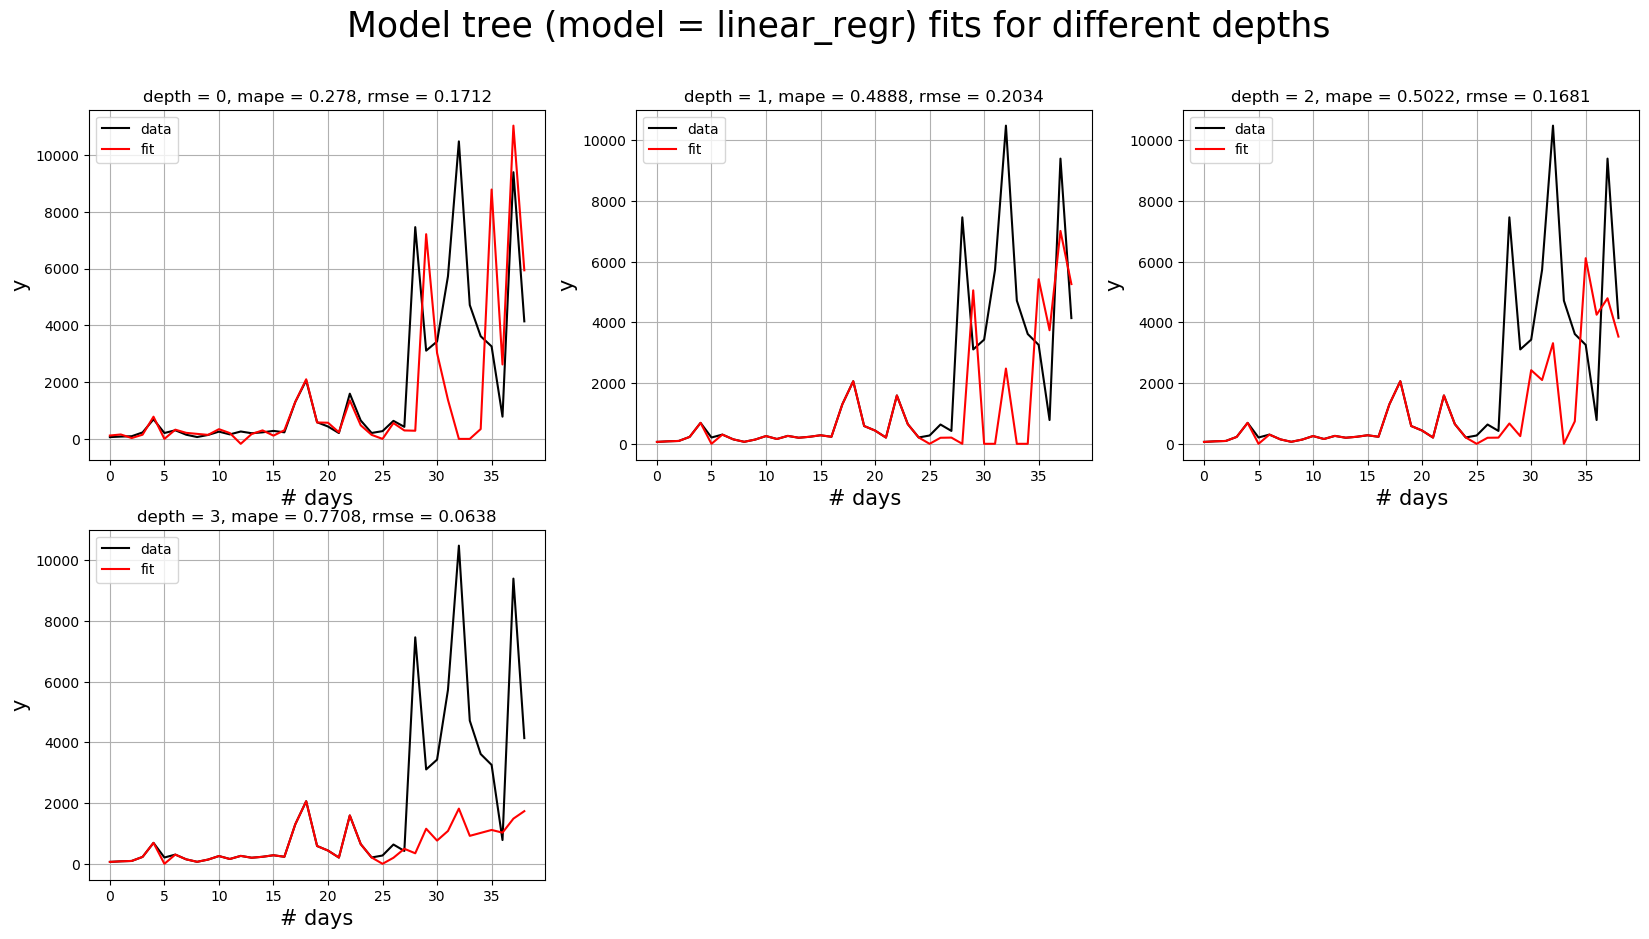 Model tree (model = linear_regr) fits for different depths
depth = 0, mape = 0.278, rmse = 0.1712
data
fit
10000
8000
6000
4000
2000
0
y
0 5 10 15 20 25 30 35
# days
depth = 1, mape = 0.4888, rmse = 0.2034
data
fit
10000
8000
6000
4000
2000
0
y
0 5 10 15 20 25 30 35
# days
depth = 2, mape = 0.5022, rmse = 0.1681
data
fit
10000
8000
6000
4000
2000
0
y
0 5 10 15 20 25 30 35
# days
depth = 3, mape = 0.7708, rmse = 0.0638
data
fit
10000
8000
6000
4000
2000
0
y
0 5 10 15 20 25 30 35
# days